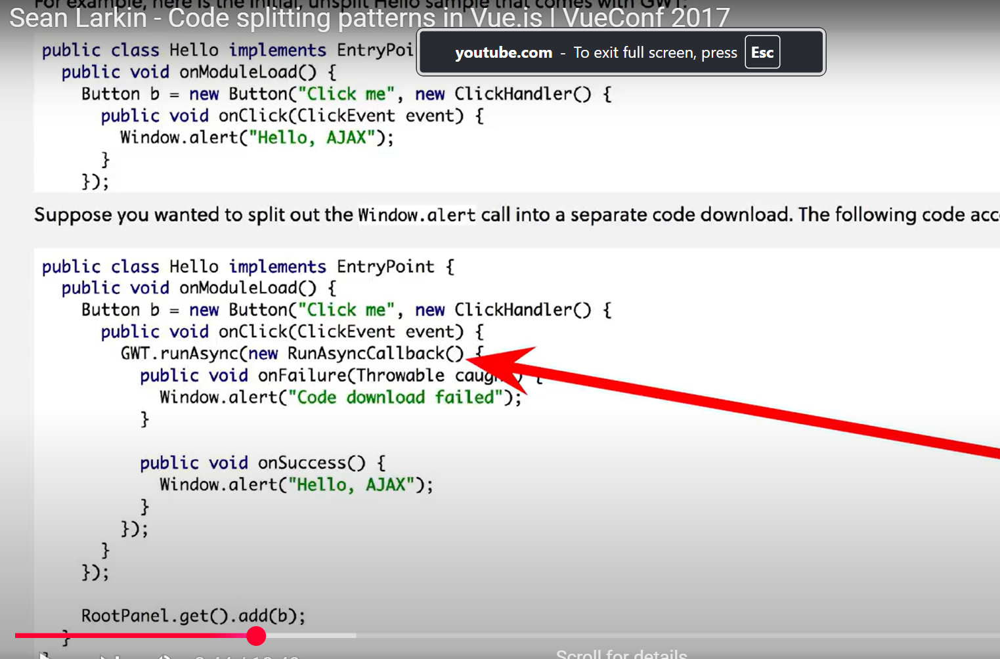 For example, here is the initial, unsplit Hello sample that comes with GWT:
Sean Larkin - Code splitting patterns in Vue.js | VueConf 2017
youtube.com - To exit full screen, press Esc
public class Hello implements EntryPoi
public void onModuleLoad() {
Button b = new Button("Click me", new ClickHandler() {
public void onClick(ClickEvent event) {
Window.alert("Hello, AJAX");
}
});
Suppose you wanted to split out the Window.alert call into a separate code download. The following code acc
public class Hello implements EntryPoint {
public void onModuleLoad() {
Button b = new Button("Click me", new ClickHandler() {
public void onClick(ClickEvent event) {
GWT.runAsync(new RunAsyncCallback() {
public void onFailure(Throwable caug ) {
Window.alert("Code download failed");
}
public void onSuccess() {
Window.alert("Hello, AJAX");
}
});
}
});
RootPanel.get().add(b);
}
Scroll for details